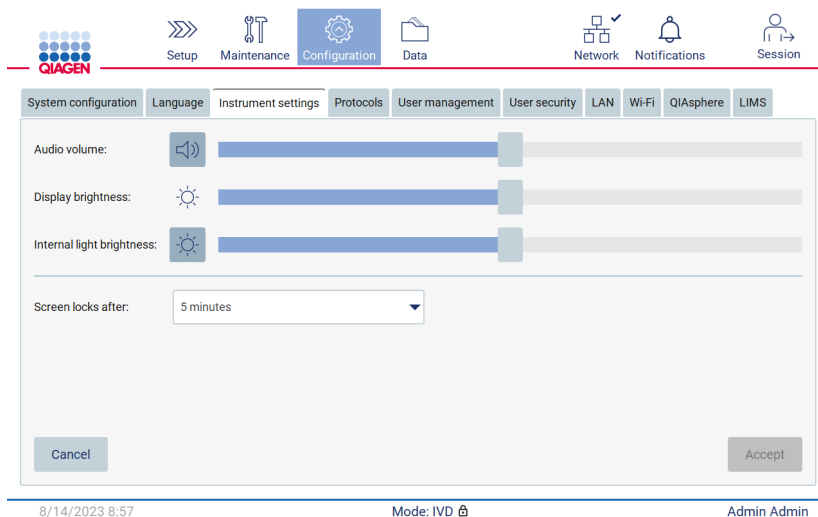 QIAGEN
Setup Maintenance Configuration Data Network Notifications Session
System configuration Language Instrument settings Protocols User management User security LAN Wi-Fi QIAsphere LIMS
Audio volume:
Display brightness:
Internal light brightness:
Screen locks after: 5 minutes
Cancel Accept
8/14/2023 8:57 Mode: IVD Admin Admin